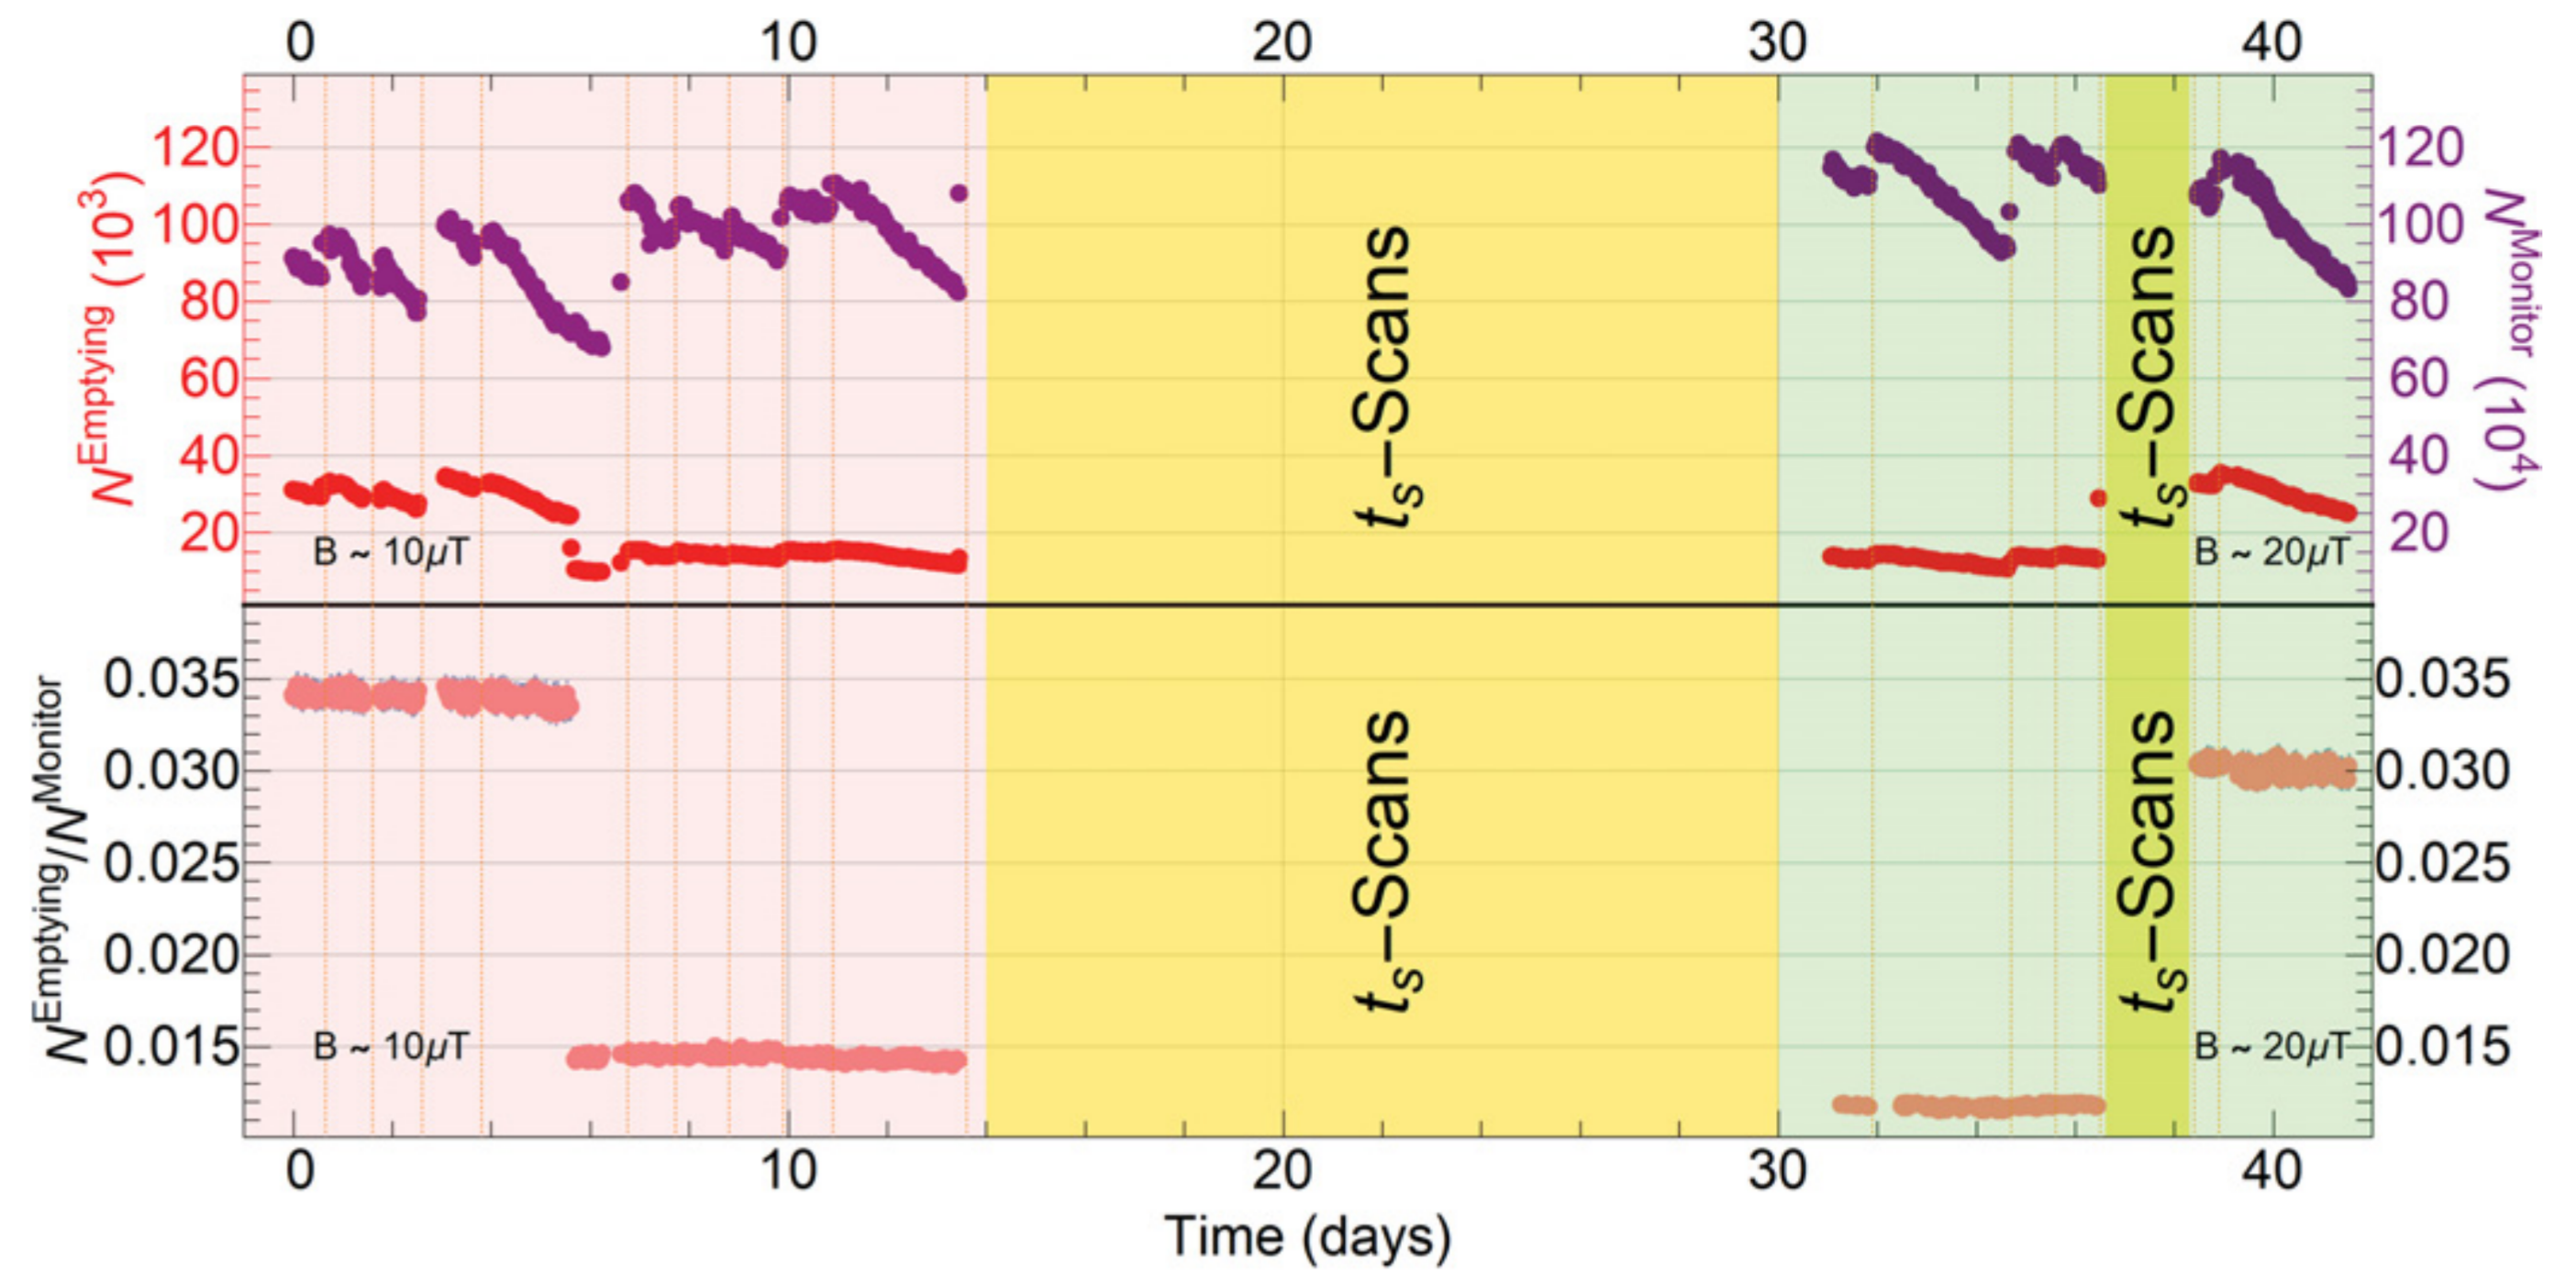 0 10 20 30 40
120 120
100 100
80 80
60 60
40 40
20 20
N^Emptying (10^3)
N^Monitor (10^4)
B ~ 10μT
t_s−Scans
t_s−Scans
B ~ 20μT
0.035 0.035
0.030 0.030
0.025 0.025
0.020 0.020
0.015 0.015
N^Emptying/N^Monitor
B ~ 10μT
t_s−Scans
t_s−Scans
B ~ 20μT
0 10 20 30 40
Time (days)